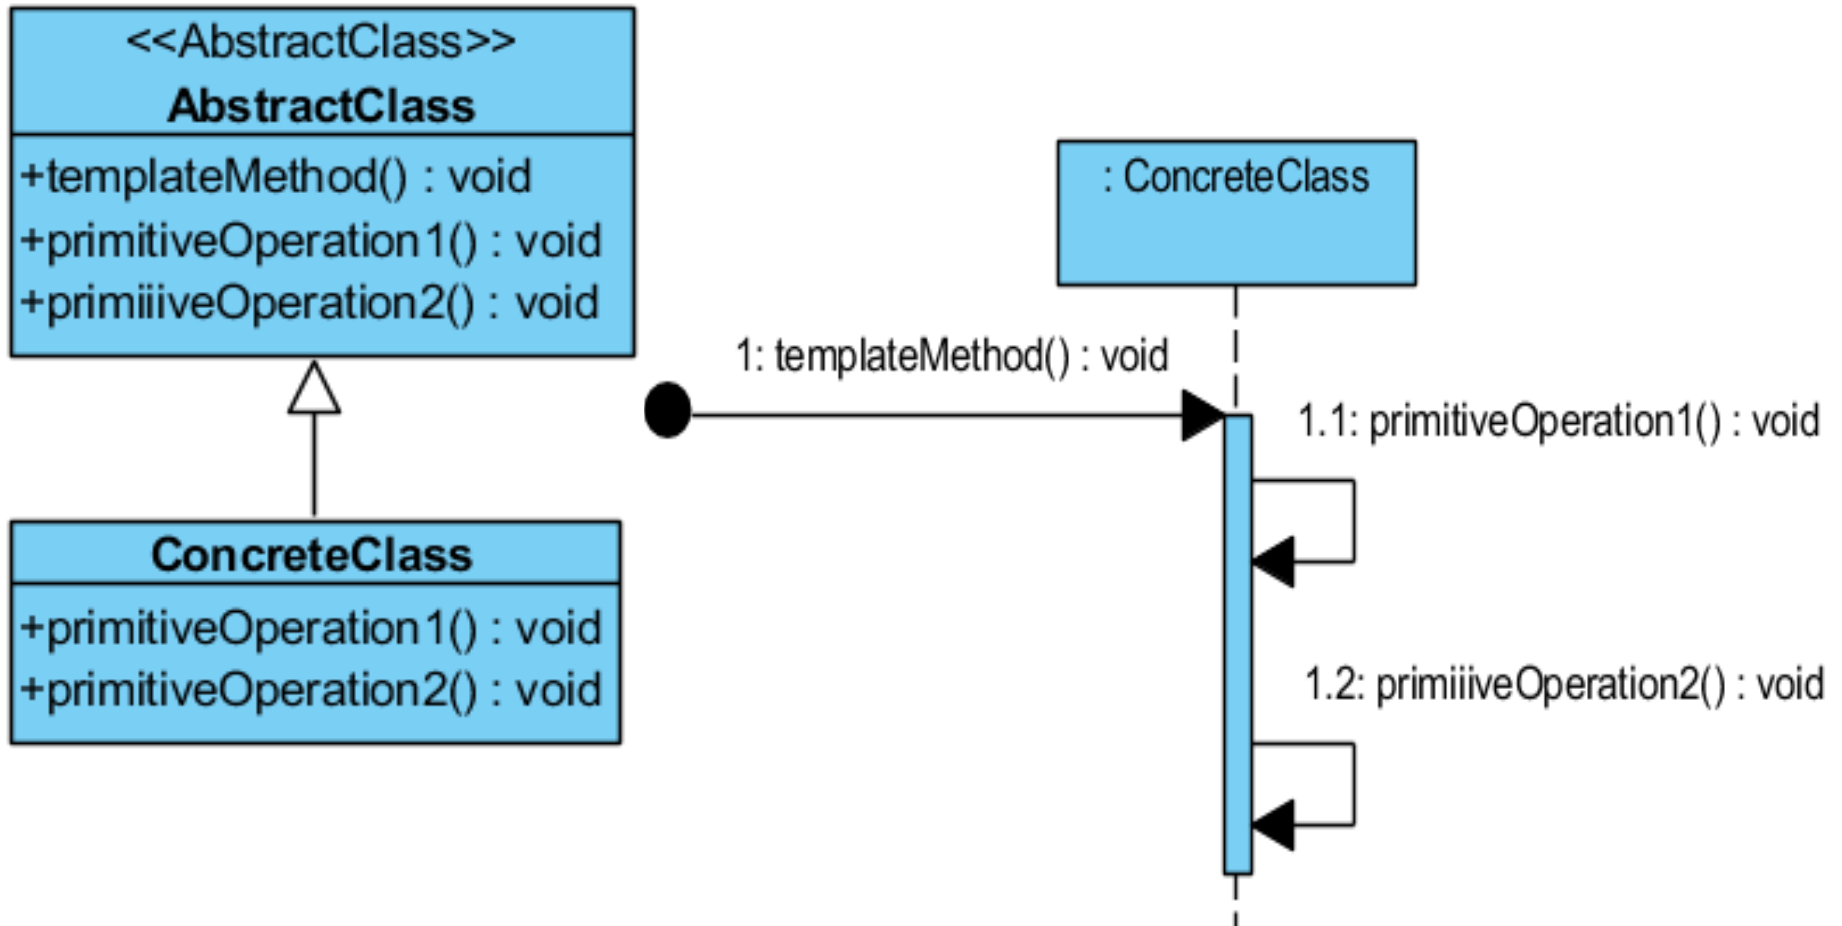 <<AbstractClass>>
AbstractClass
+templateMethod() : void
+primitiveOperation1() : void
+primiiiveOperation2() : void
ConcreteClass
+primitiveOperation1() : void
+primitiveOperation2() : void
: ConcreteClass
1: templateMethod() : void
1.1: primitiveOperation1() : void
1.2: primiiiveOperation2() : void